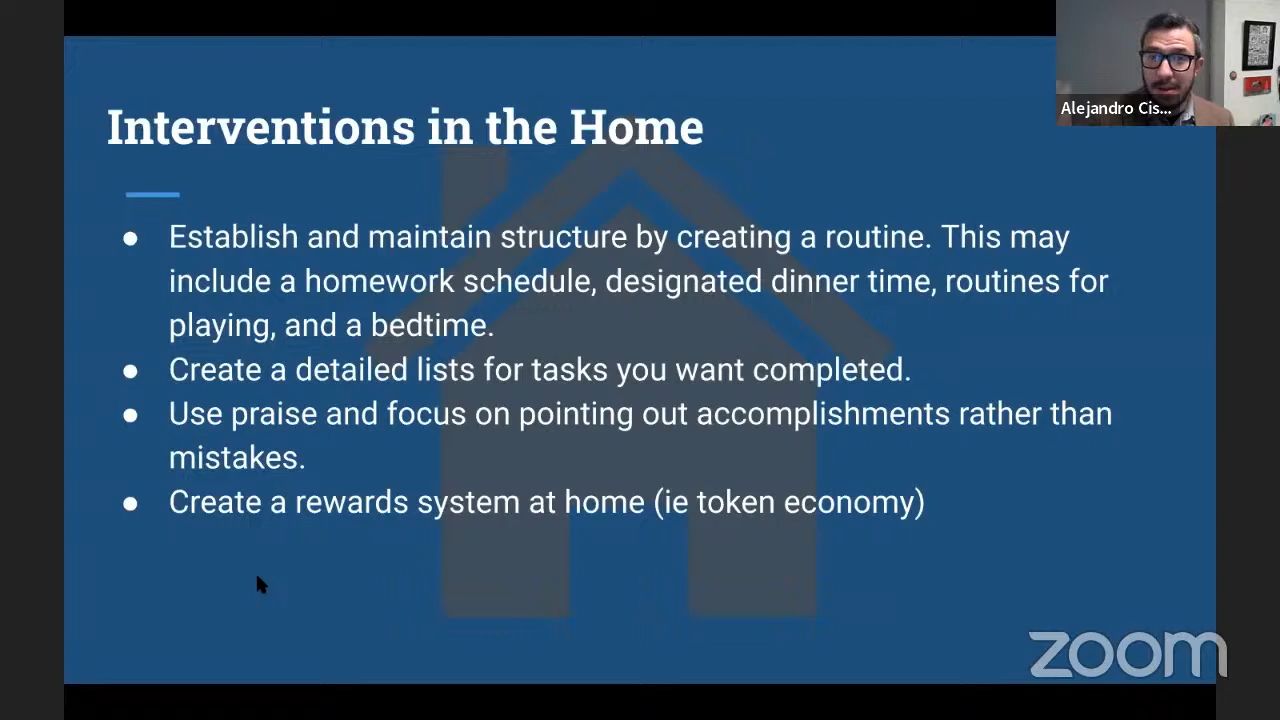 Interventions in the Home
● Establish and maintain structure by creating a routine. This may
include a homework schedule, designated dinner time, routines for
playing, and a bedtime.
● Create a detailed lists for tasks you want completed.
● Use praise and focus on pointing out accomplishments rather than
mistakes.
● Create a rewards system at home (ie token economy)
Alejandro Cis...
zoom